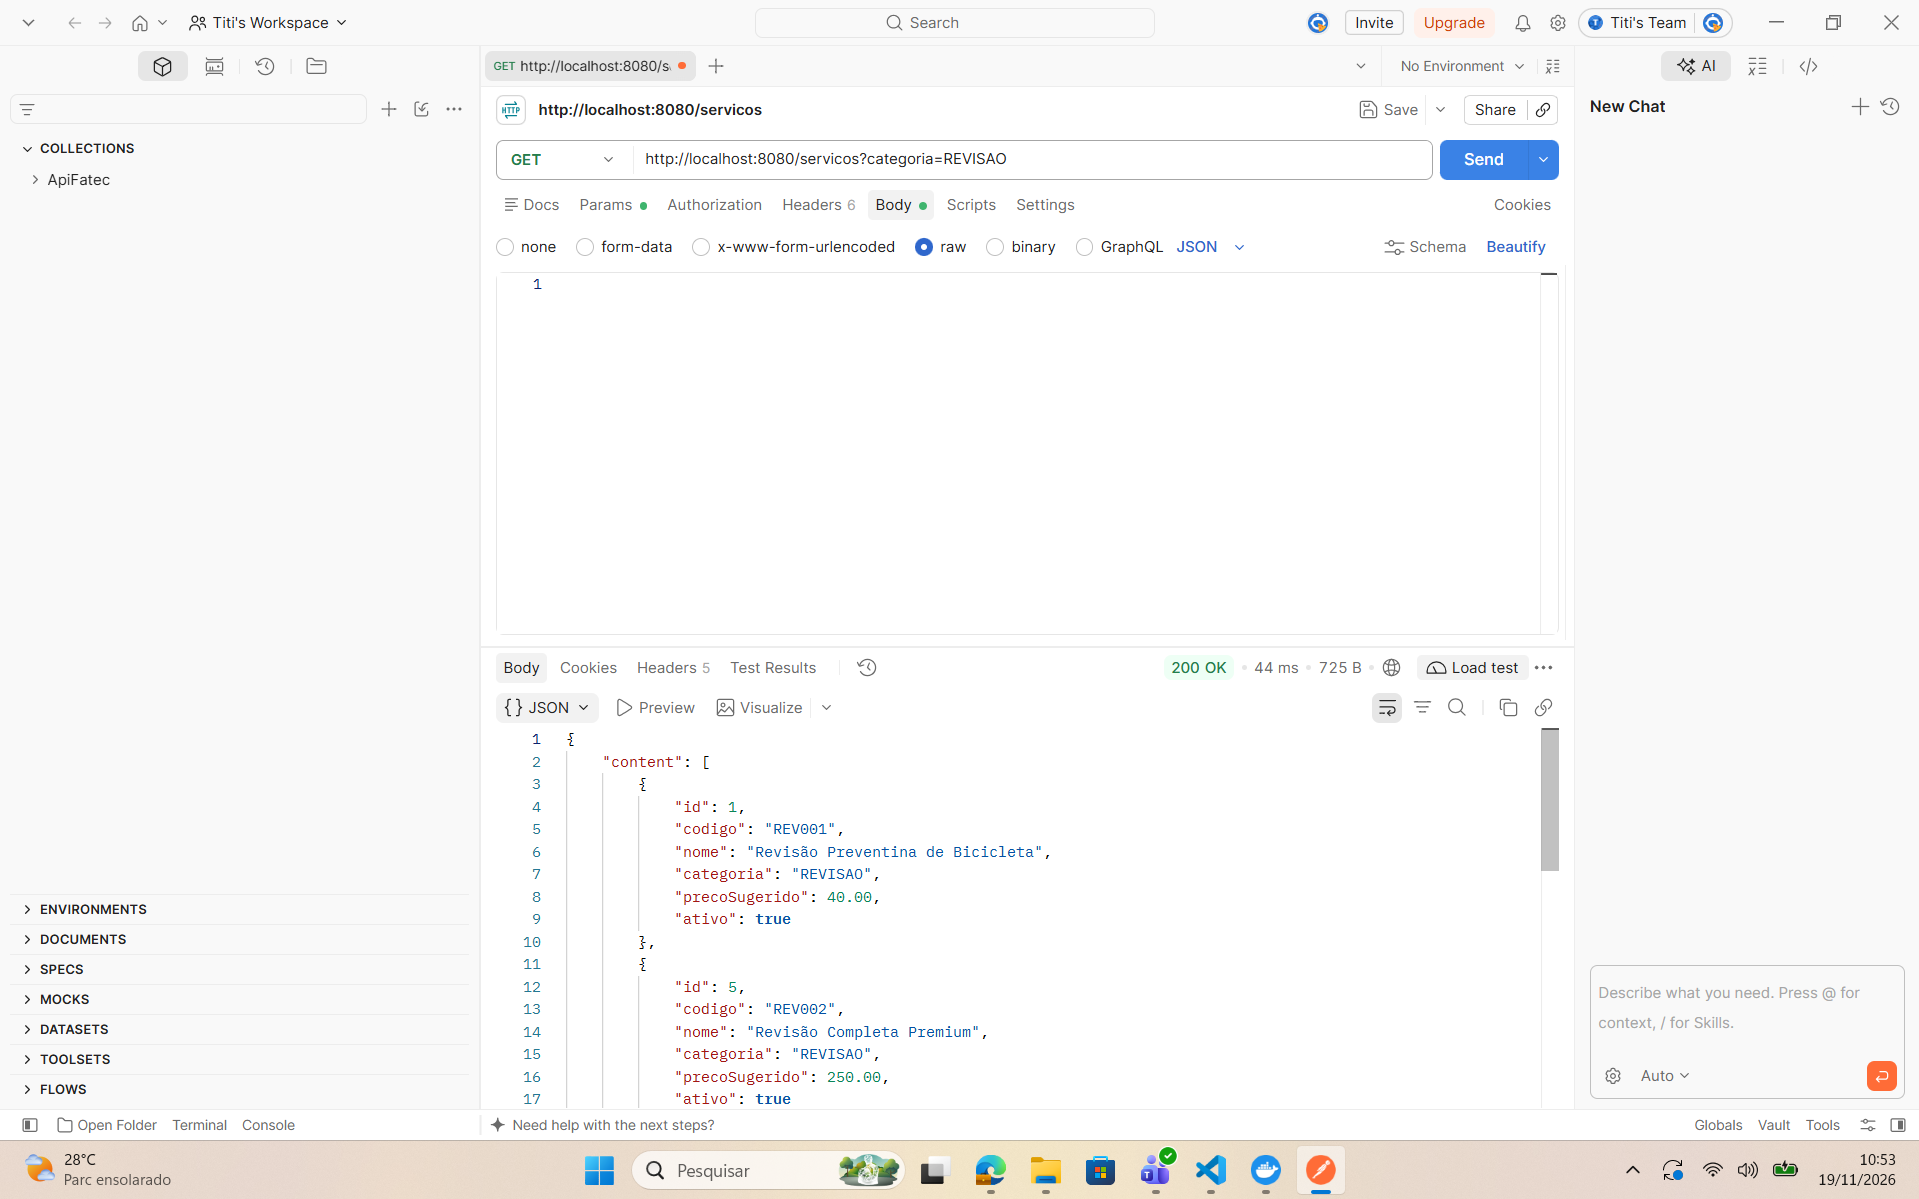 Titi's Workspace
Search
Invite
Upgrade
Titi's Team
GET http://localhost:8080/s
No Environment
AI
HTTP http://localhost:8080/servicos
Save
Share
New Chat
COLLECTIONS
ApiFatec
GET http://localhost:8080/servicos?categoria=REVISAO
Send
Docs Params Authorization Headers 6 Body Scripts Settings Cookies
none form-data x-www-form-urlencoded raw binary GraphQL JSON Schema Beautify
1
Body Cookies Headers 5 Test Results 200 OK 44 ms 725 B Load test
{} JSON Preview Visualize
1 {
2 "content": [
3 {
4 "id": 1,
5 "codigo": "REV001",
6 "nome": "Revisão Preventina de Bicicleta",
7 "categoria": "REVISAO",
8 "precoSugerido": 40.00,
9 "ativo": true
10 },
11 {
12 "id": 5,
13 "codigo": "REV002",
14 "nome": "Revisão Completa Premium",
15 "categoria": "REVISAO",
16 "precoSugerido": 250.00,
17 "ativo": true
ENVIRONMENTS
DOCUMENTS
SPECS
MOCKS
DATASETS
TOOLSETS
FLOWS
Describe what you need. Press @ for
context, / for Skills.
Auto
Open Folder Terminal Console
Need help with the next steps?
Globals Vault Tools
28°C
Parc ensolarado
Pesquisar
10:53
19/11/2026